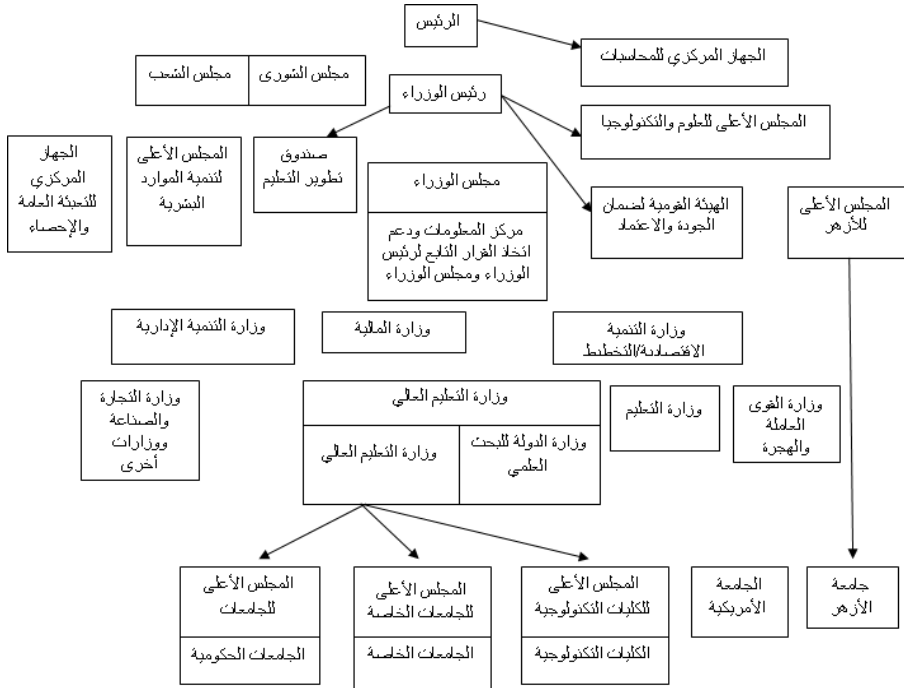 الرئيس
الجهاز المركزي للمحاسبات
مجلس الشورى
مجلس الشعب
رئيس الوزراء
المجلس الأعلى للعلوم والتكنولوجيا
صندوق
تطوير التعليم
المجلس الأعلى
لتنمية الموارد
البشرية
الجهاز
المركزي
للتعبئة العامة
والإحصاء
مجلس الوزراء
مركز المعلومات ودعم
اتخاذ القرار التابع لرئيس
الوزراء ومجلس الوزراء
الهيئة القومية لضمان
الجودة والاعتماد
المجلس الأعلى
للأزهر
وزارة التنمية
الاقتصادية/التخطيط
وزارة المالية
وزارة التنمية الإدارية
وزارة القوى
العاملة
والهجرة
وزارة التعليم
وزارة التعليم العالي
وزارة الدولة للبحث
العلمي
وزارة التعليم العالي
وزارة التجارة
والصناعة
ووزارات
أخرى
جامعة
الأزهر
الجامعة
الأمريكية
المجلس الأعلى
للكليات التكنولوجية
الكليات التكنولوجية
المجلس الأعلى
للجامعات الخاصة
الجامعات الخاصة
المجلس الأعلى
للجامعات
الجامعات الحكومية